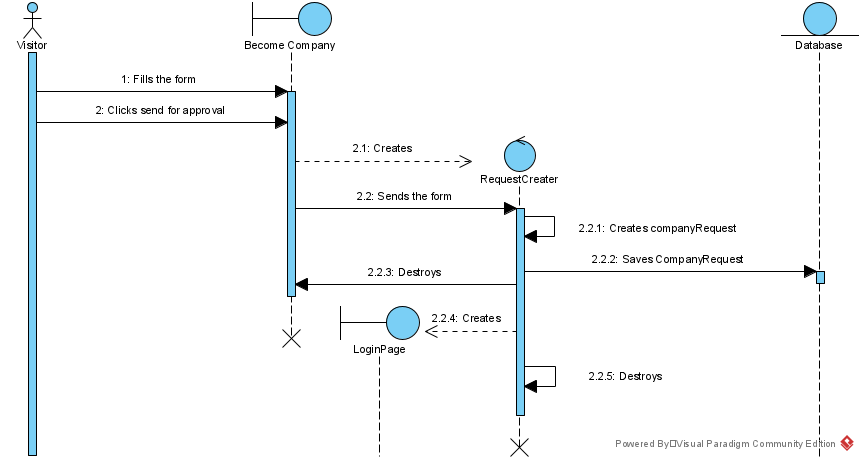 Visitor
Become Company
Database
1: Fills the form
2: Clicks send for approval
2.1: Creates
RequestCreater
2.2: Sends the form
2.2.1: Creates companyRequest
2.2.2: Saves CompanyRequest
2.2.3: Destroys
2.2.4: Creates
LoginPage
2.2.5: Destroys
Powered By Visual Paradigm Community Edition